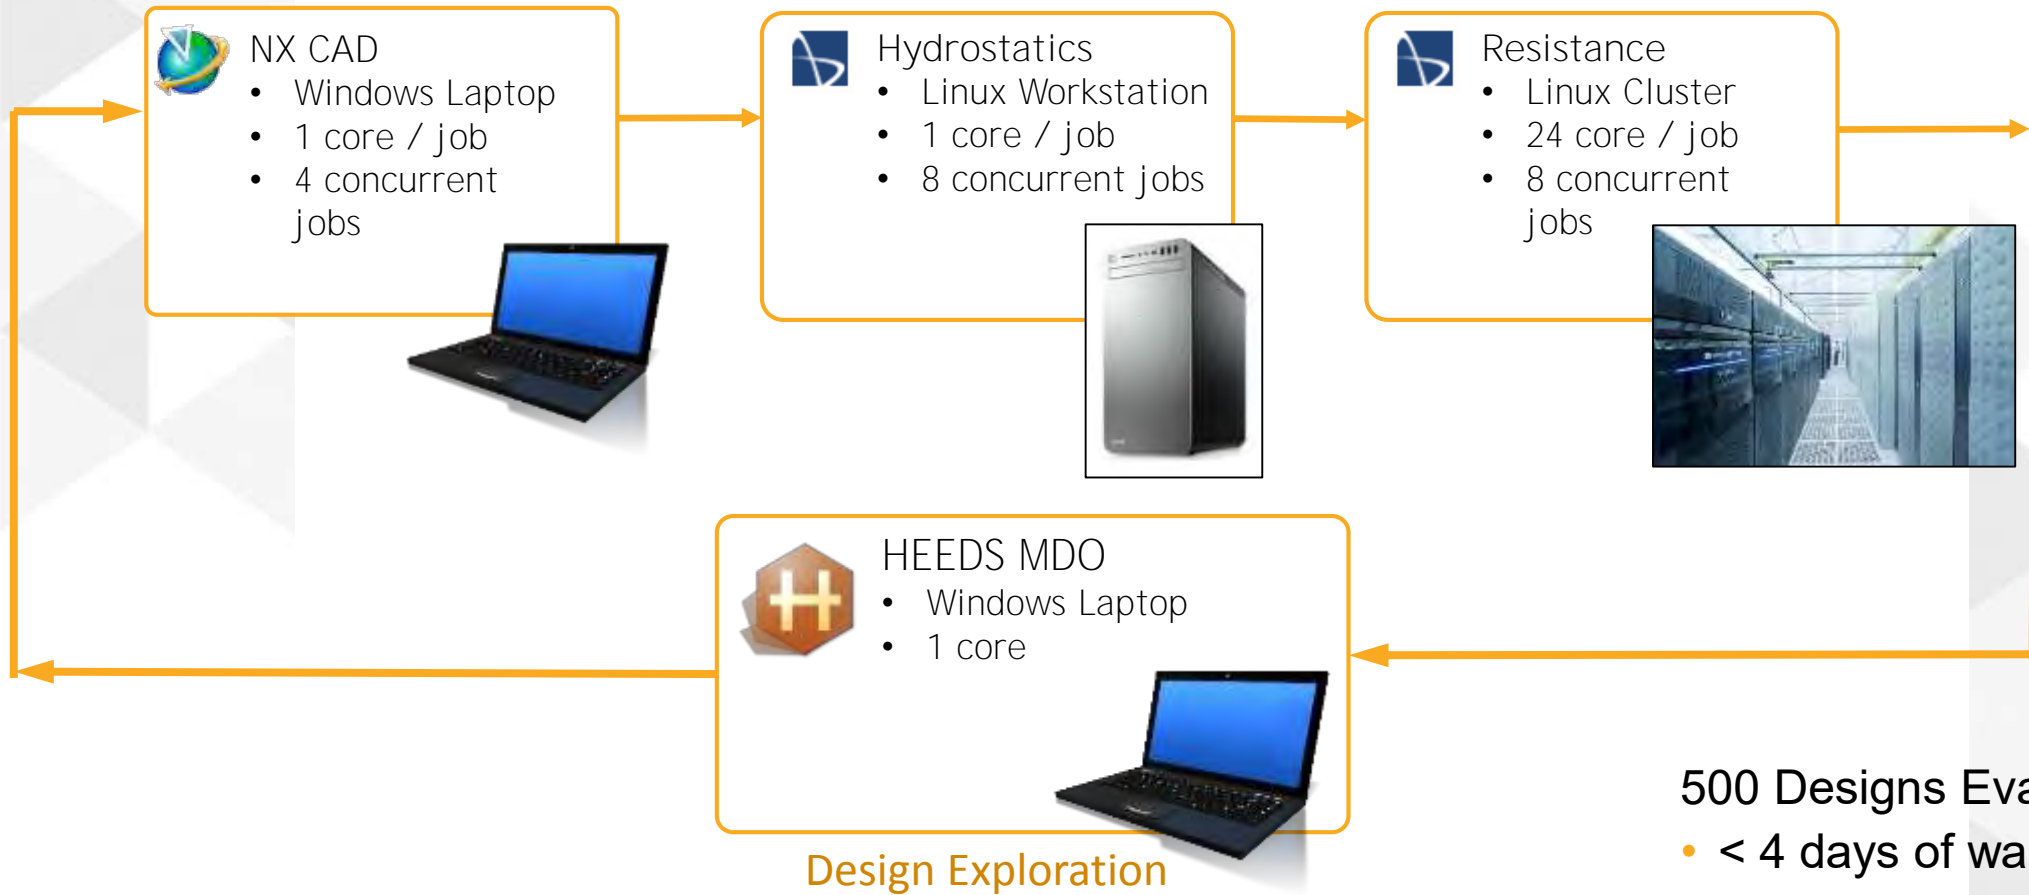 NX CAD
• Windows Laptop
• 1 core / job
• 4 concurrent
jobs
Hydrostatics
• Linux Workstation
• 1 core / job
• 8 concurrent jobs
Resistance
• Linux Cluster
• 24 core / job
• 8 concurrent
jobs
HEEDS MDO
• Windows Laptop
• 1 core
Design Exploration
500 Designs Eva
• < 4 days of wa